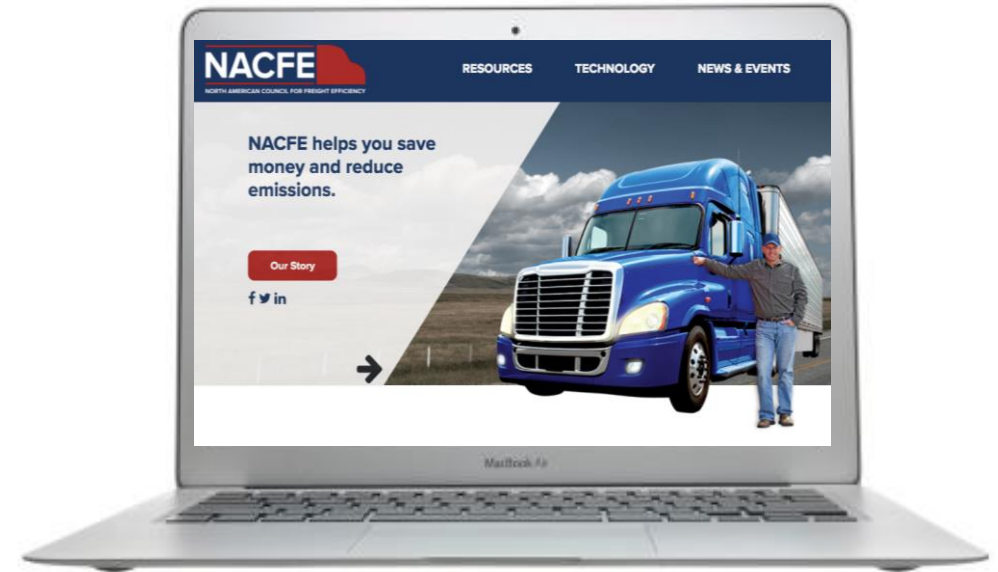 NACFE
NORTH AMERICAN COUNCIL FOR FREIGHT EFFICIENCY
RESOURCES TECHNOLOGY NEWS & EVENTS
NACFE helps you save
money and reduce
emissions.
Our Story
MacBook Air